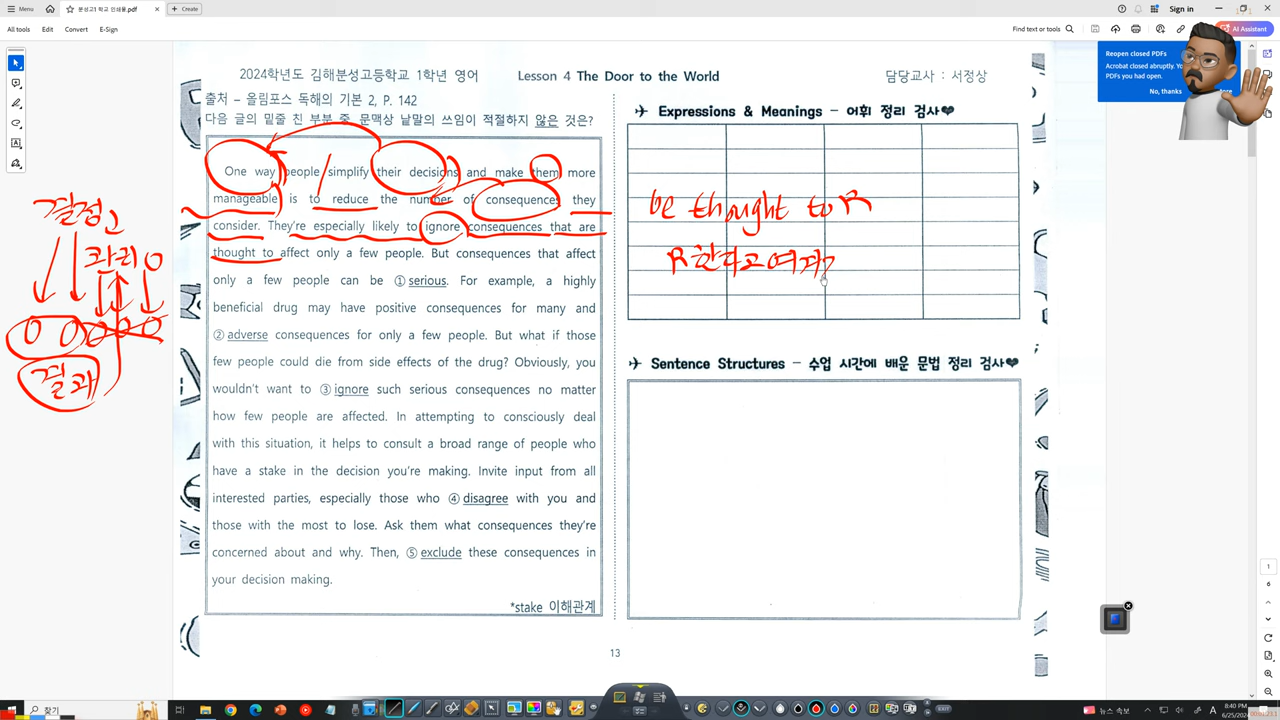 Menu
분성고1 학교 인쇄물.pdf
Create
Sign in
All tools
Edit
Convert
E-Sign
Find text or tools
AI Assistant
Reopen closed PDFs
Acrobat closed abruptly.
PDFs you had open.
No, thanks
2024학년도 김해분성고등학교 1학년 영어
Lesson 4 The Door to the World
담당교사 : 서정상
출처 – 올림포스 독해의 기본 2, P. 142
다음 글의 밑줄 친 부분 중 문맥상 낱말의 쓰임이 적절하지 않은 것은?
One way people simplify their decisions and make them more
manageable is to reduce the number of consequences they
consider. They're especially likely to ignore consequences that are
thought to affect only a few people. But consequences that affect
only a few people can be ① serious. For example, a highly
beneficial drug may have positive consequences for many and
② adverse consequences for only a few people. But what if those
few people could die from side effects of the drug? Obviously, you
wouldn't want to ③ ignore such serious consequences no matter
how few people are affected. In attempting to consciously deal
with this situation, it helps to consult a broad range of people who
have a stake in the decision you're making. Invite input from all
interested parties, especially those who ④ disagree with you and
those with the most to lose. Ask them what consequences they're
concerned about and why. Then, ⑤ exclude these consequences in
your decision making.
*stake 이해관계
결정
관리
결과
✈ Expressions & Meanings – 어휘 정리 검사♥
be thought to R
R한다고 여겨
✈ Sentence Structures – 수업 시간에 배운 문법 정리 검사♥
13
1
6
찾기
EXIT
뉴스 속보
A
8:40 PM